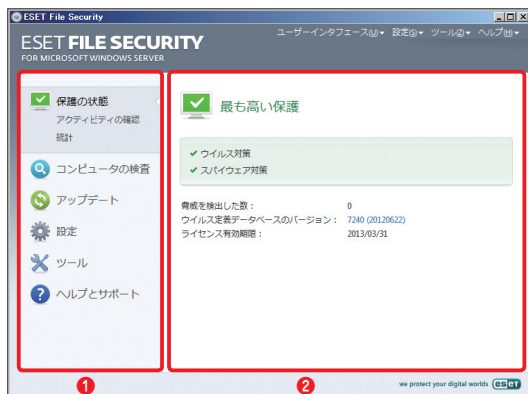 ESET File Security
ESET FILE SECURITY
FOR MICROSOFT WINDOWS SERVER
ユーザーインタフェース(U) 設定(S) ツール(Z) ヘルプ(H)
保護の状態
アクティビティの確認
統計
コンピュータの検査
アップデート
設定
ツール
ヘルプとサポート
最も高い保護
ウイルス対策
スパイウェア対策
脅威を検出した数： 0
ウイルス定義データベースのバージョン： 7240 (20120622)
ライセンス有効期限： 2013/03/31
1
2
we protect your digital worlds eset